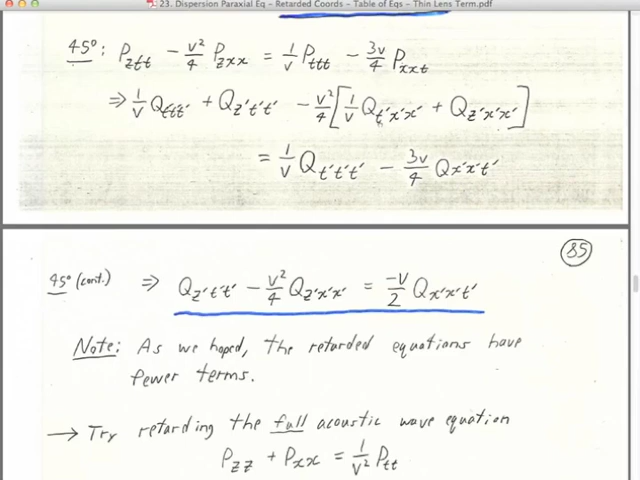 23. Dispersion Paraxial Eq - Retarded Coords - Table of Eqs - Thin Lens Term.pdf
45°: P_ztt - v²/4 P_zxx = 1/v P_ttt - 3v/4 P_xxt
⇒ 1/v Q_t't't' + Q_z't't' - v²/4 [ 1/v Q_t'x'x' + Q_z'x'x' ]
= 1/v Q_t't't' - 3v/4 Q_x'x't'
85
45° (cont.) ⇒ Q_z't't' - v²/4 Q_z'x'x' = -v/2 Q_x'x't'
Note: As we hoped, the retarded equations have
fewer terms.
→ Try retarding the full acoustic wave equation
P_zz + P_xx = 1/v² P_tt